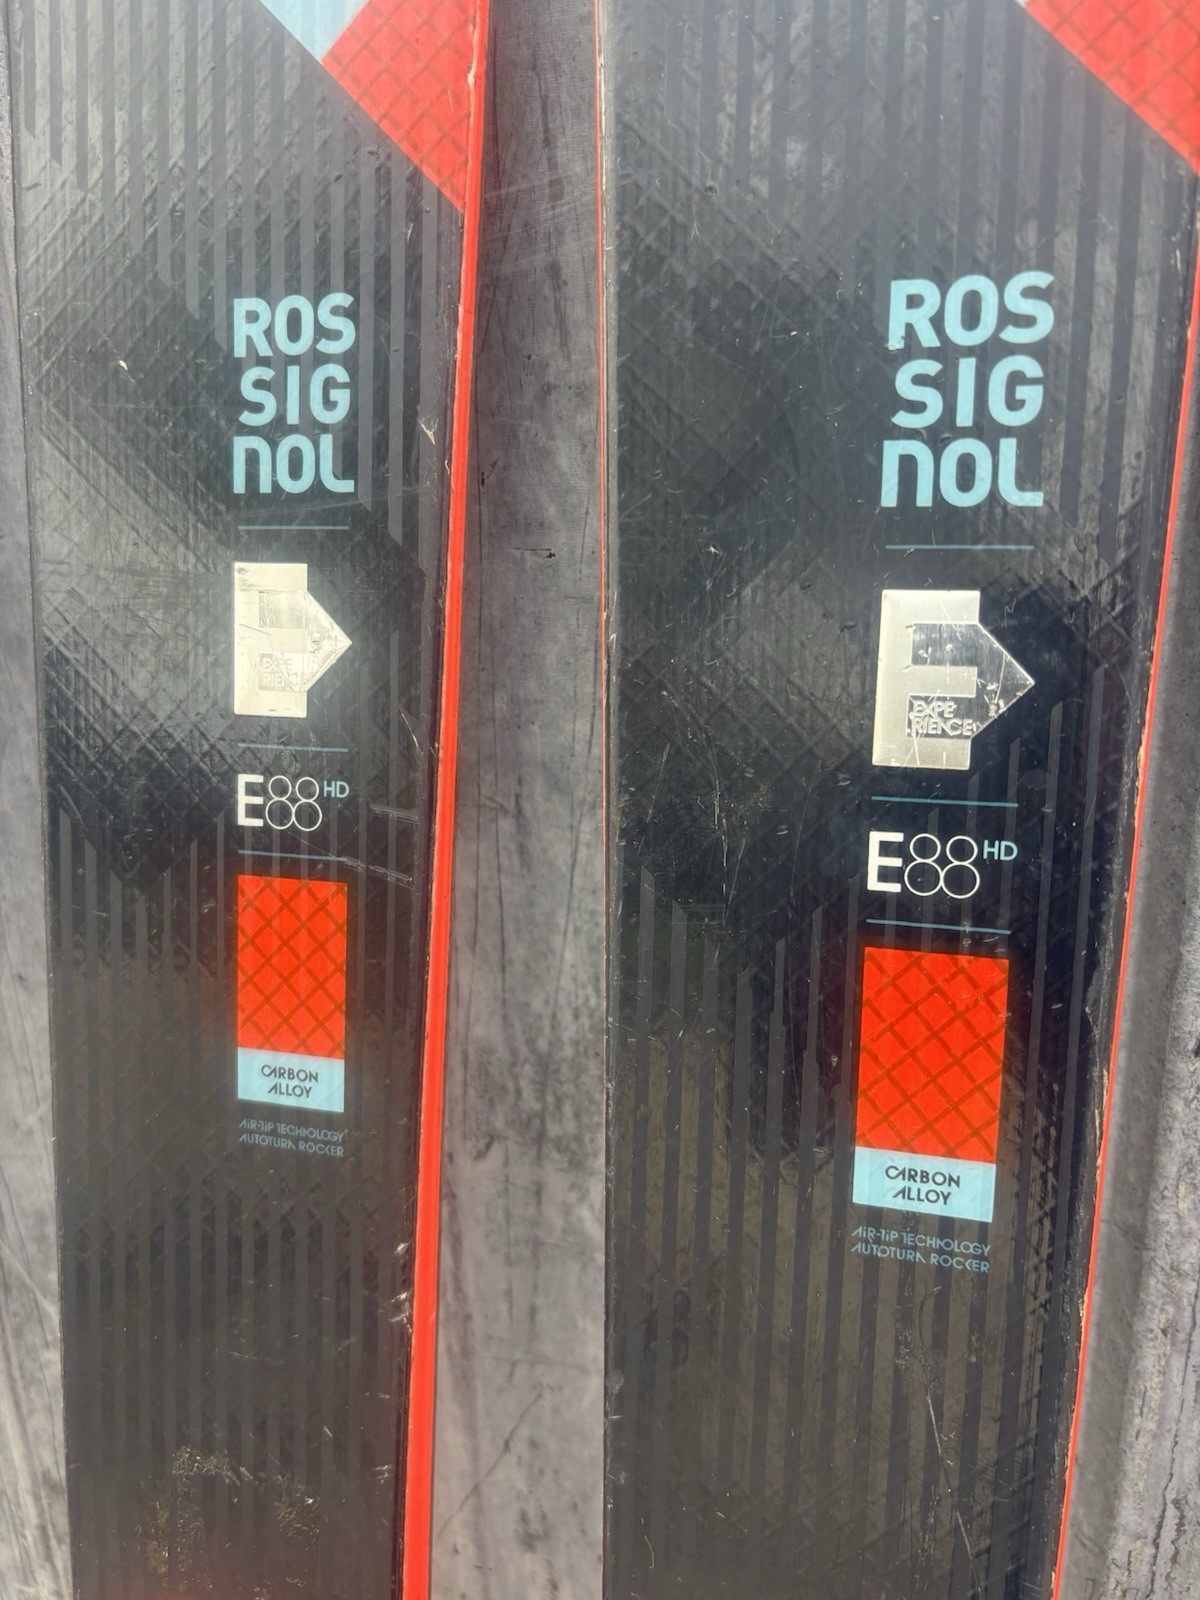 ROS
SIG
NOL
EXPE
RIENCE
E88 HD
CARBON
ALLOY
AIR-TIP TECHNOLOGY
AUTOTURN ROCKER
ROS
SIG
NOL
E
EXPE
RIENCE
E88 HD
CARBON
ALLOY
AIR-TIP TECHNOLOGY
AUTOTURN ROCKER